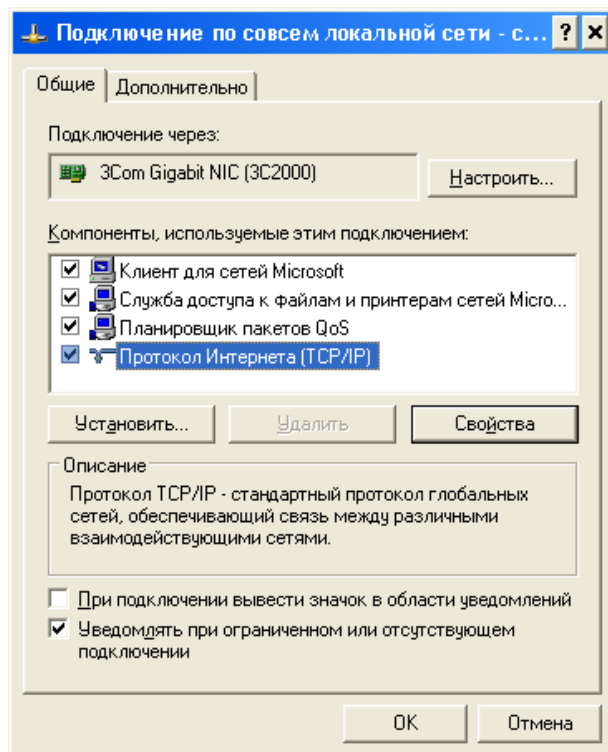 Подключение по совсем локальной сети - с...
Общие
Дополнительно
Подключение через:
3Com Gigabit NIC (3C2000)
Настроить...
Компоненты, используемые этим подключением:
Клиент для сетей Microsoft
Служба доступа к файлам и принтерам сетей Micro...
Планировщик пакетов QoS
Протокол Интернета (TCP/IP)
Установить...
Удалить
Свойства
Описание
Протокол TCP/IP - стандартный протокол глобальных
сетей, обеспечивающий связь между различными
взаимодействующими сетями.
При подключении вывести значок в области уведомлений
Уведомлять при ограниченном или отсутствующем
подключении
OK
Отмена